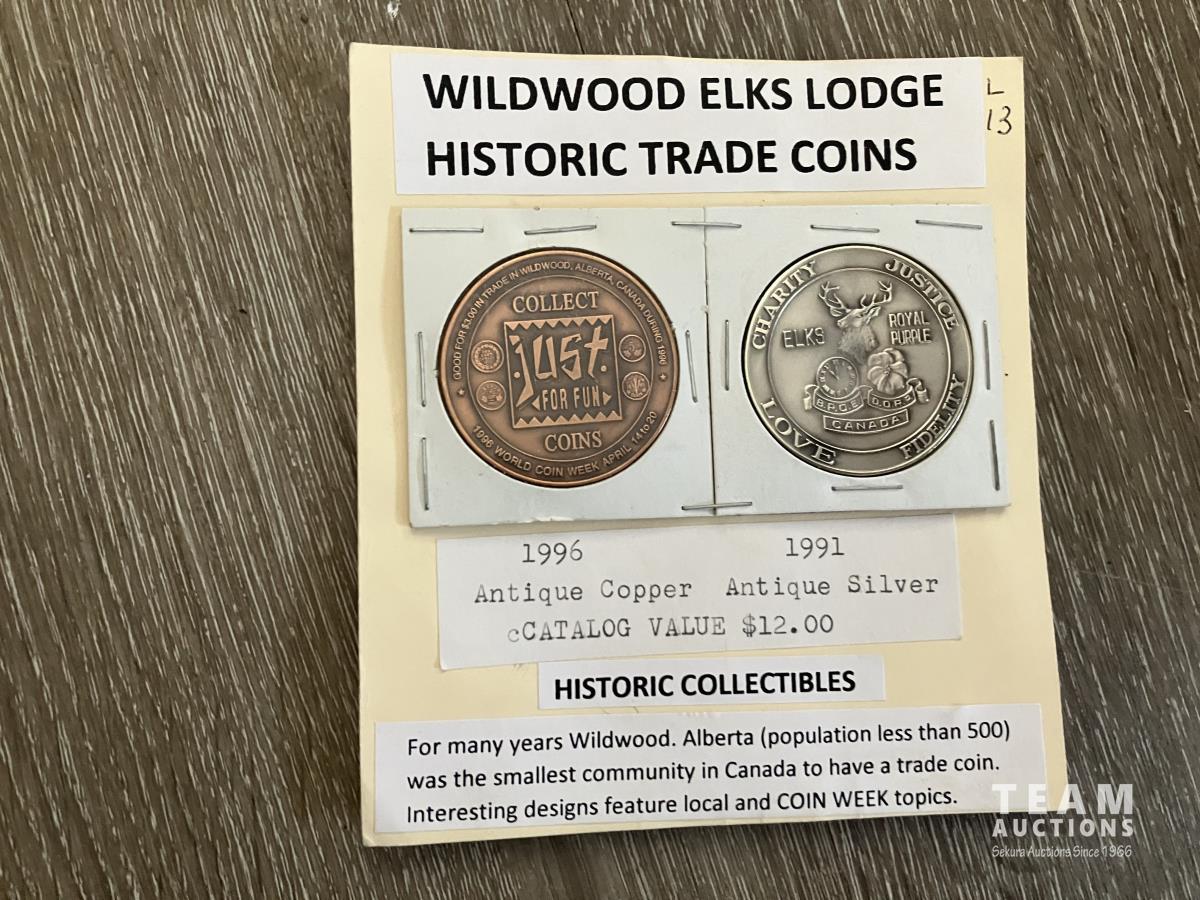 WILDWOOD ELKS LODGE
HISTORIC TRADE COINS
L
13
GOOD FOR $3.00 IN TRADE IN WILDWOOD, ALBERTA, CANADA DURING 1996
COLLECT
just
FOR FUN
COINS
1996 WORLD COIN WEEK APRIL 14 to 20
CHARITY
JUSTICE
ELKS
ROYAL
PURPLE
B.P.O.E.
O.O.R.P.
CANADA
LOVE
FIDELITY
1996 1991
Antique Copper Antique Silver
cCATALOG VALUE $12.00
HISTORIC COLLECTIBLES
For many years Wildwood. Alberta (population less than 500)
was the smallest community in Canada to have a trade coin.
Interesting designs feature local and COIN WEEK topics.
TEAM
AUCTIONS
Sekura Auctions Since 1966